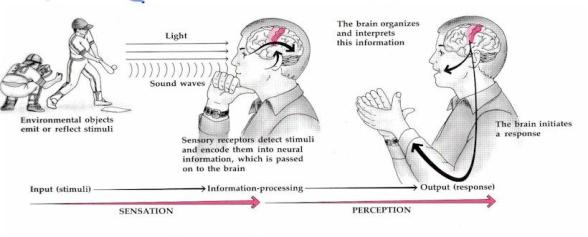 Light
Sound waves
Environmental objects
emit or reflect stimuli
Sensory receptors detect stimuli
and encode them into neural
information, which is passed
on to the brain
The brain organizes
and interprets
this information
The brain initiates
a response
Input (stimuli)
Information-processing
Output (response)
SENSATION
PERCEPTION